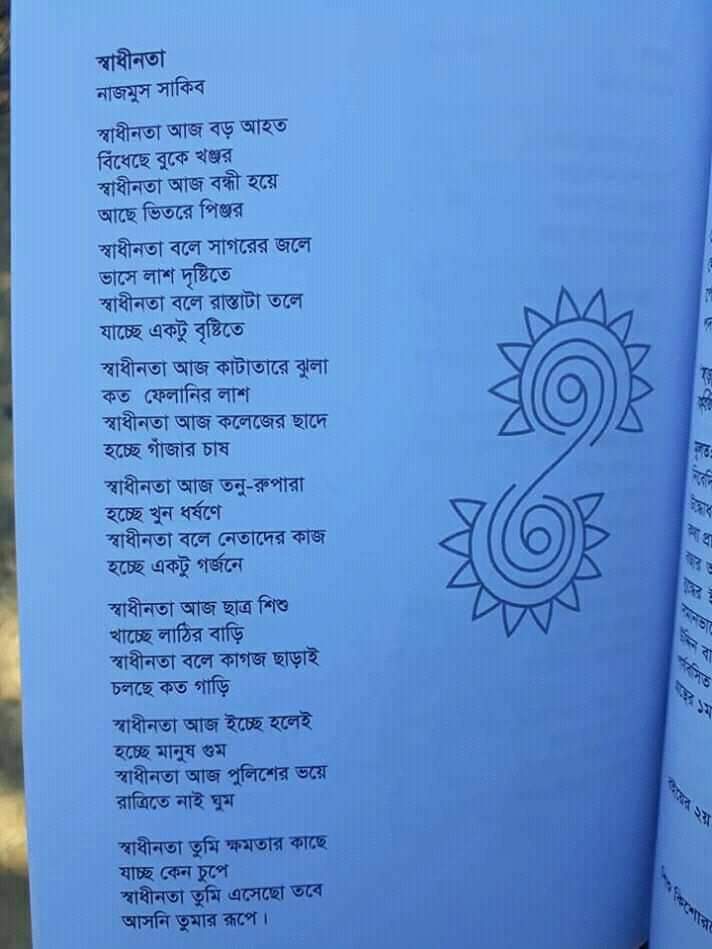 স্বাধীনতা
নাজমুস সাকিব
স্বাধীনতা আজ বড় আহত
বিঁধেছে বুকে খঞ্জর
স্বাধীনতা আজ বন্ধী হয়ে
আছে ভিতরে পিঞ্জর
স্বাধীনতা বলে সাগরের জলে
ভাসে লাশ দৃষ্টিতে
স্বাধীনতা বলে রাস্তাটা তলে
যাচ্ছে একটু বৃষ্টিতে
স্বাধীনতা আজ কাটাতারে ঝুলা
কত ফেলানির লাশ
স্বাধীনতা আজ কলেজের ছাদে
হচ্ছে গাঁজার চাষ
স্বাধীনতা আজ তনু-রুপারা
হচ্ছে খুন ধর্ষণে
স্বাধীনতা বলে নেতাদের কাজ
হচ্ছে একটু গর্জনে
স্বাধীনতা আজ ছাত্র শিশু
খাচ্ছে লাঠির বাড়ি
স্বাধীনতা বলে কাগজ ছাড়াই
চলছে কত গাড়ি
স্বাধীনতা আজ ইচ্ছে হলেই
হচ্ছে মানুষ গুম
স্বাধীনতা আজ পুলিশের ভয়ে
রাত্রিতে নাই ঘুম
স্বাধীনতা তুমি ক্ষমতার কাছে
যাচ্ছ কেন চুপে
স্বাধীনতা তুমি এসেছো তবে
আসনি তুমার রূপে।